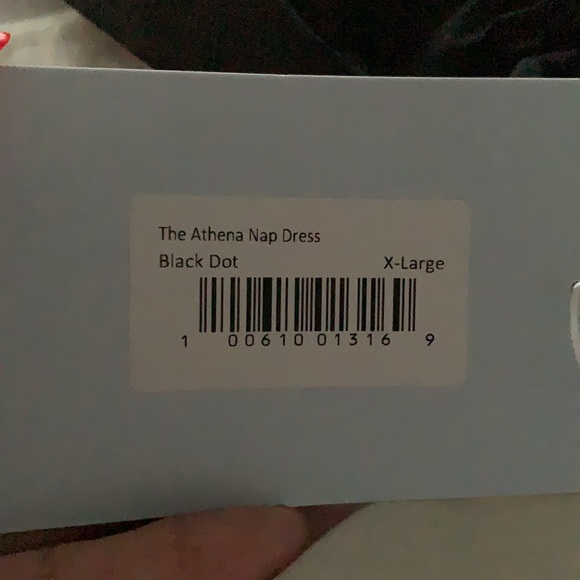 The Athena Nap Dress
Black Dot X-Large
1 00610 01316 9